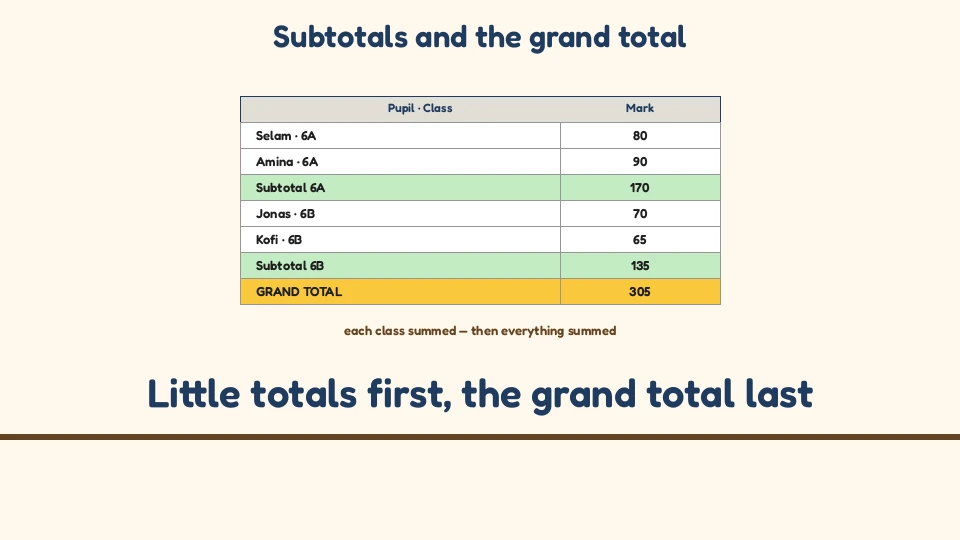 Subtotals and the grand total
Pupil · Class Mark
Selam · 6A 80
Amina · 6A 90
Subtotal 6A 170
Jonas · 6B 70
Kofi · 6B 65
Subtotal 6B 135
GRAND TOTAL 305
each class summed — then everything summed
Little totals first, the grand total last